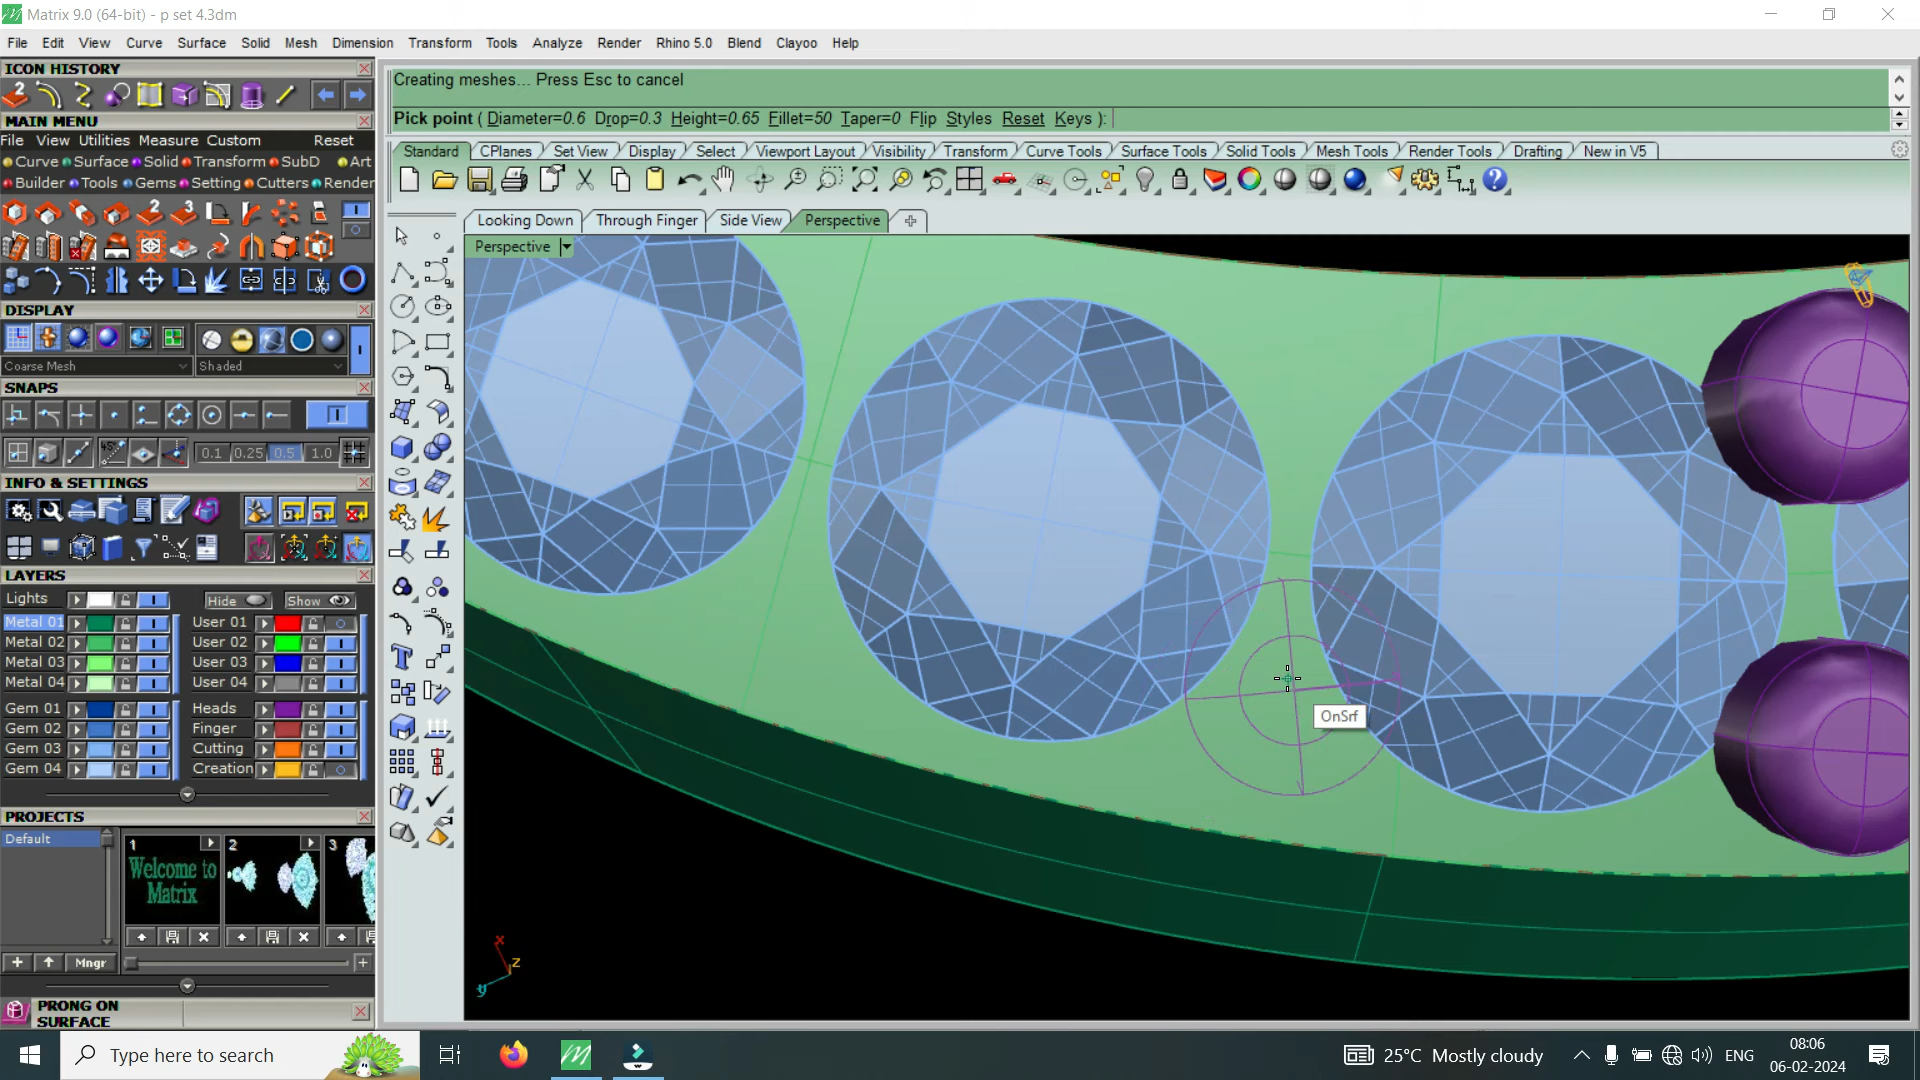 Matrix 9.0 (64-bit) - p set 4.3dm
File Edit View Curve Surface Solid Mesh Dimension Transform Tools Analyze Render Rhino 5.0 Blend Clayoo Help
ICON HISTORY
MAIN MENU
File View Utilities Measure Custom Reset
Curve Surface Solid Transform SubD Art
Builder Tools Gems Setting Cutters Render
DISPLAY
Coarse Mesh Shaded
SNAPS
0.1 0.25 0.5 1.0
INFO & SETTINGS
LAYERS
Lights Hide Show
Metal 01 User 01
Metal 02 User 02
Metal 03 User 03
Metal 04 User 04
Gem 01 Heads
Gem 02 Finger
Gem 03 Cutting
Gem 04 Creation
PROJECTS
Default
1 2 3
Welcome to
Matrix
Mngr
PRONG ON
SURFACE
Creating meshes... Press Esc to cancel
Pick point ( Diameter=0.6 Drop=0.3 Height=0.65 Fillet=50 Taper=0 Flip Styles Reset Keys ):
Standard CPlanes Set View Display Select Viewport Layout Visibility Transform Curve Tools Surface Tools Solid Tools Mesh Tools Render Tools Drafting New in V5
Looking Down Through Finger Side View Perspective
Perspective
OnSrf
x
z
y
Type here to search
25°C Mostly cloudy
ENG
08:06
06-02-2024